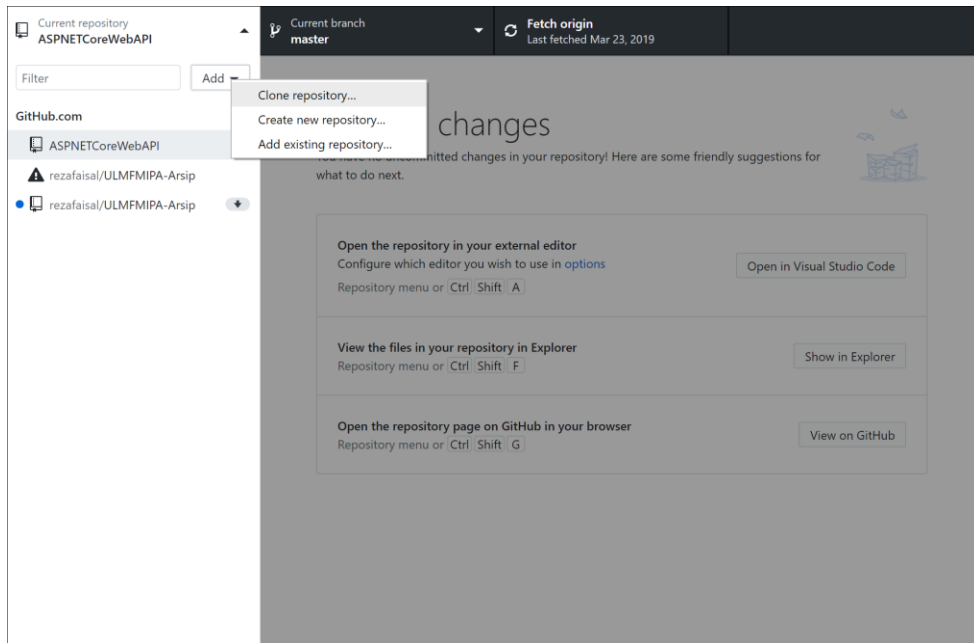 Current repository
ASPNETCoreWebAPI
Current branch
master
Fetch origin
Last fetched Mar 23, 2019
Filter
Add
Clone repository...
Create new repository...
Add existing repository...
GitHub.com
ASPNETCoreWebAPI
rezafaisal/ULMFMIPA-Arsip
rezafaisal/ULMFMIPA-Arsip
changes
You have no uncommitted changes in your repository! Here are some friendly suggestions for
what to do next.
Open the repository in your external editor
Configure which editor you wish to use in options
Repository menu or Ctrl Shift A
Open in Visual Studio Code
View the files in your repository in Explorer
Repository menu or Ctrl Shift F
Show in Explorer
Open the repository page on GitHub in your browser
Repository menu or Ctrl Shift G
View on GitHub